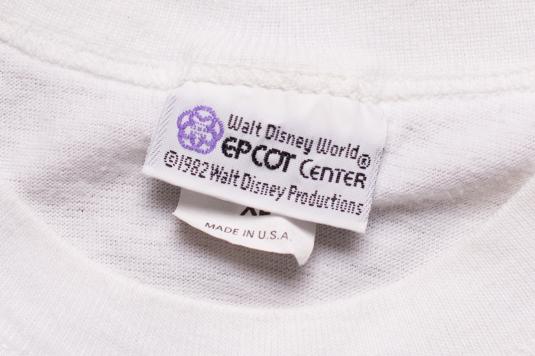 Walt Disney World®
EPCOT CENTER
©1982 Walt Disney Productions
MADE IN U.S.A.